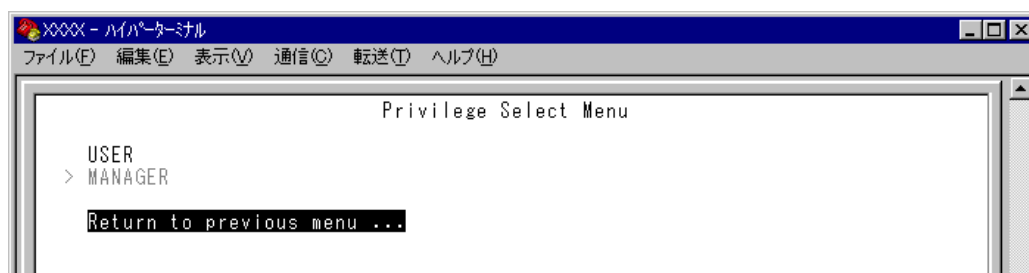 XXXX - ハイパーターミナル
ファイル(F) 編集(E) 表示(V) 通信(C) 転送(T) ヘルプ(H)
Privilege Select Menu
USER
> MANAGER
Return to previous menu ...